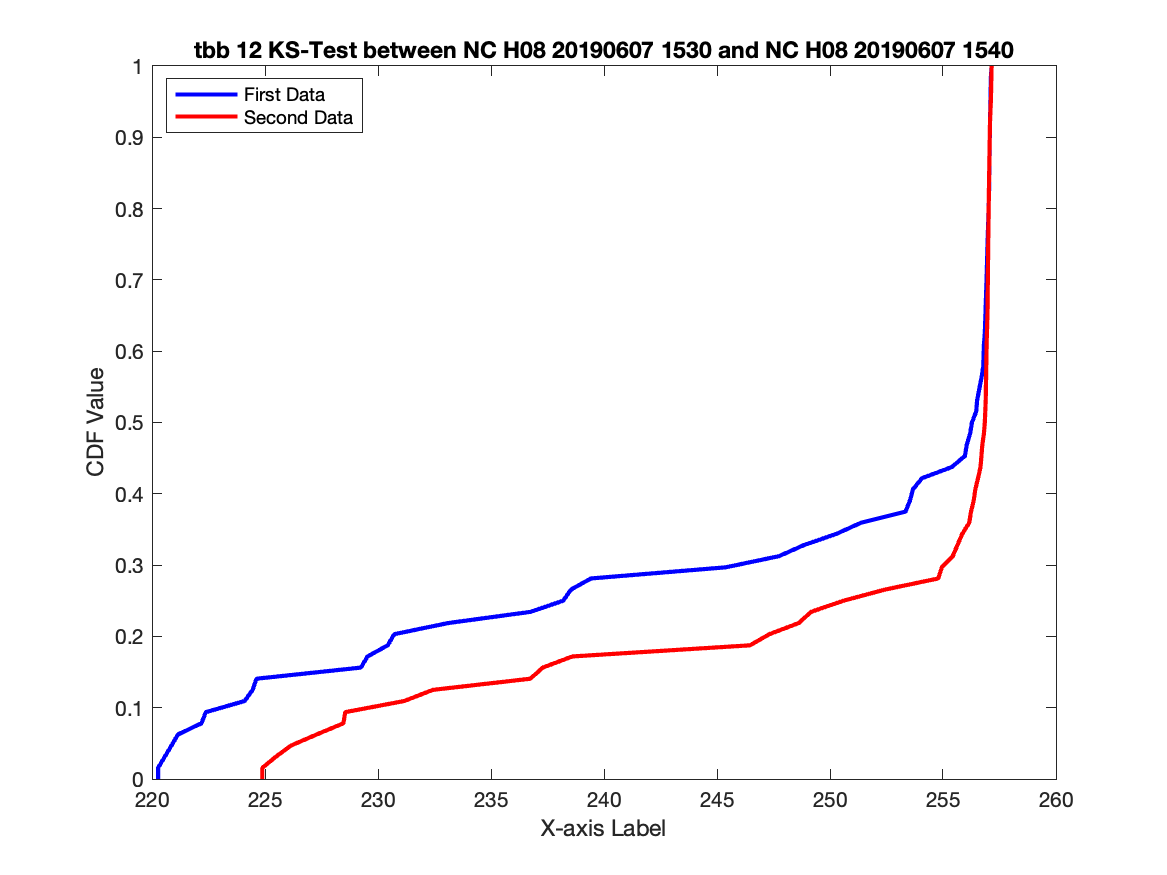 tbb 12 KS-Test between NC H08 20190607 1530 and NC H08 20190607 1540
First Data
Second Data
1
0.9
0.8
0.7
0.6
0.5
0.4
0.3
0.2
0.1
0
CDF Value
220 225 230 235 240 245 250 255 260
X-axis Label